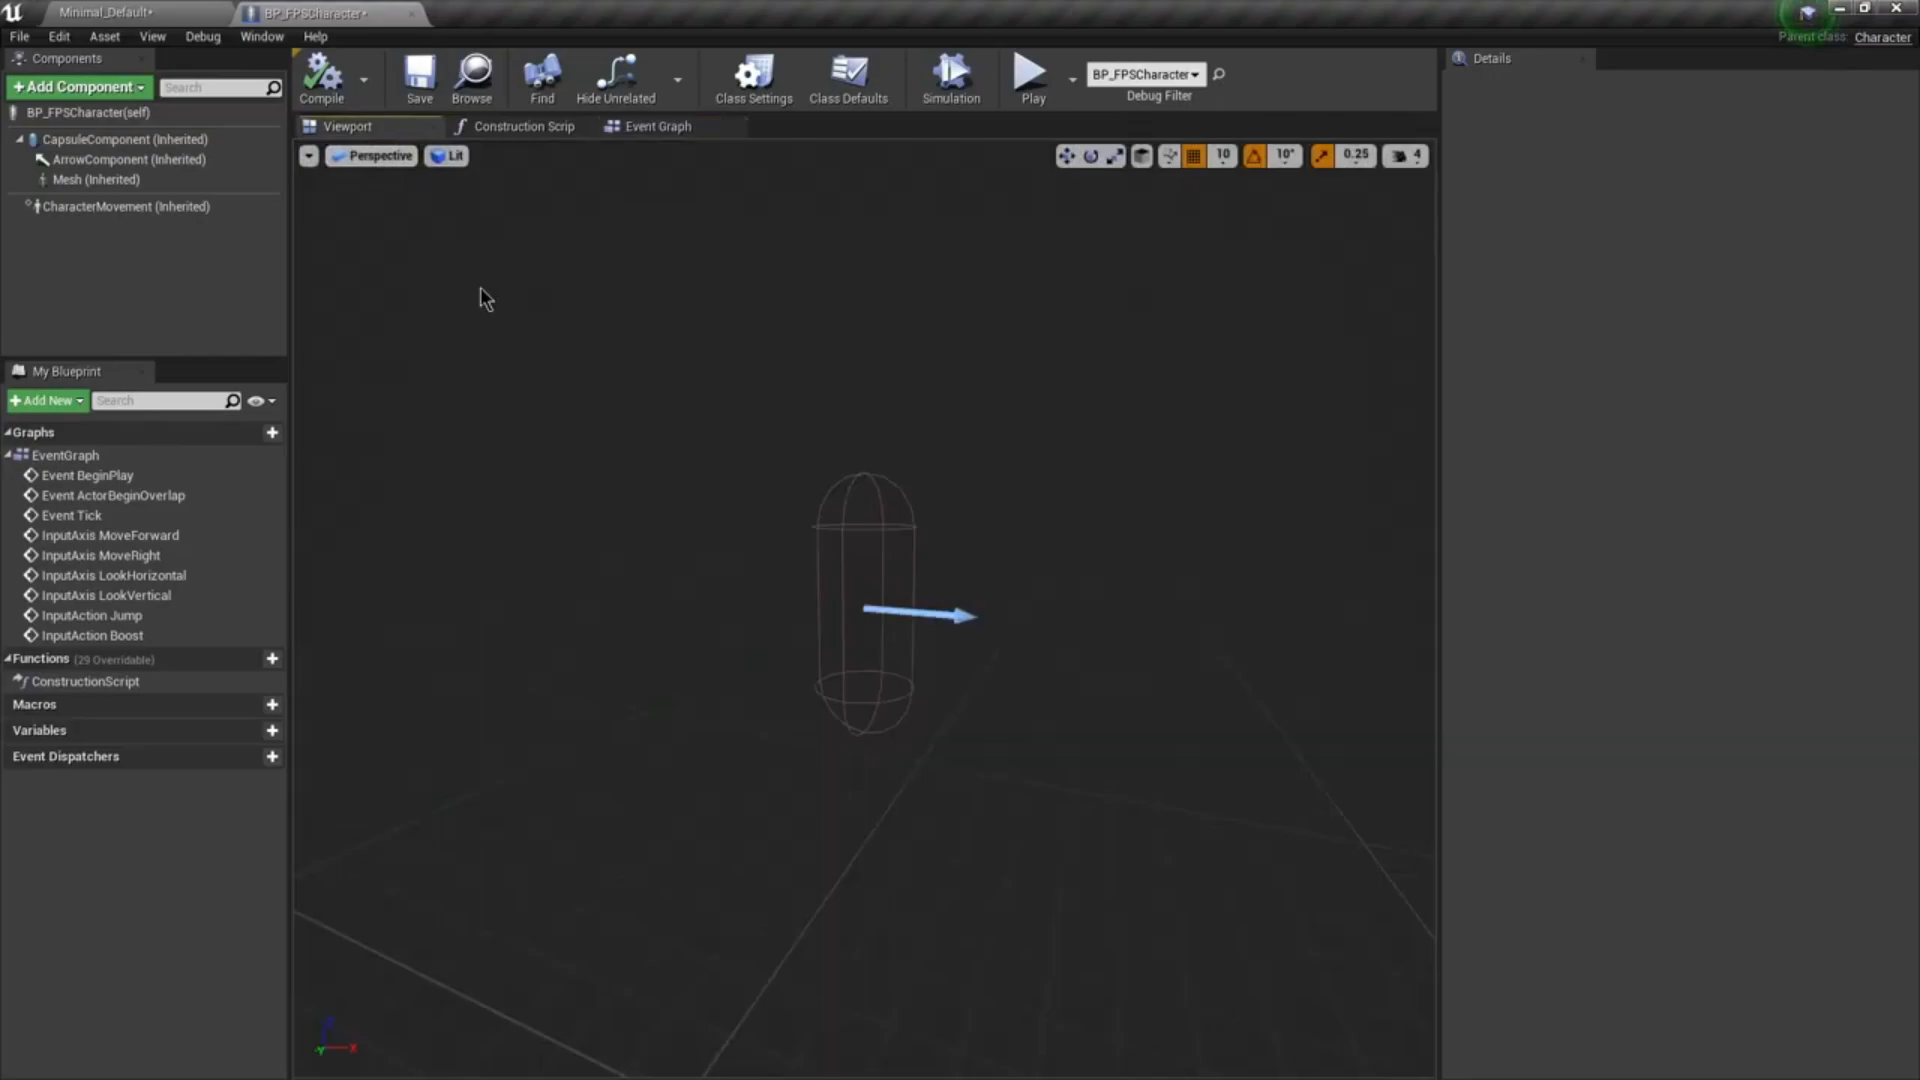 Minimal_Default*
BP_FPSCharacter*
File Edit Asset View Debug Window Help
Parent class: Character
Components
+Add Component
Search
BP_FPSCharacter(self)
CapsuleComponent (Inherited)
ArrowComponent (Inherited)
Mesh (Inherited)
CharacterMovement (Inherited)
Compile
Save
Browse
Find
Hide Unrelated
Class Settings
Class Defaults
Simulation
Play
BP_FPSCharacter
Debug Filter
Details
Viewport
Construction Scrip
Event Graph
Perspective
Lit
10
10°
0.25
4
My Blueprint
+Add New
Search
Graphs
EventGraph
Event BeginPlay
Event ActorBeginOverlap
Event Tick
InputAxis MoveForward
InputAxis MoveRight
InputAxis LookHorizontal
InputAxis LookVertical
InputAction Jump
InputAction Boost
Functions (29 Overridable)
ConstructionScript
Macros
Variables
Event Dispatchers
Z
Y
X